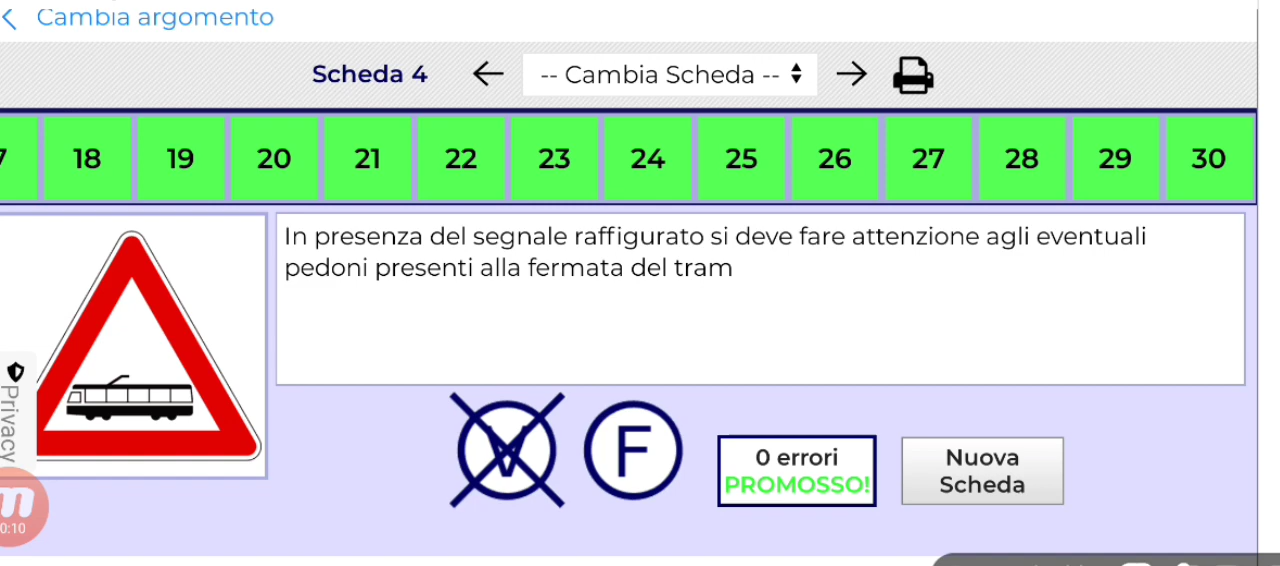 Cambia argomento
Scheda 4
-- Cambia Scheda --
7 18 19 20 21 22 23 24 25 26 27 28 29 30
In presenza del segnale raffigurato si deve fare attenzione agli eventuali
pedoni presenti alla fermata del tram
Privacy
V F
0 errori
PROMOSSO!
Nuova
Scheda
0:10